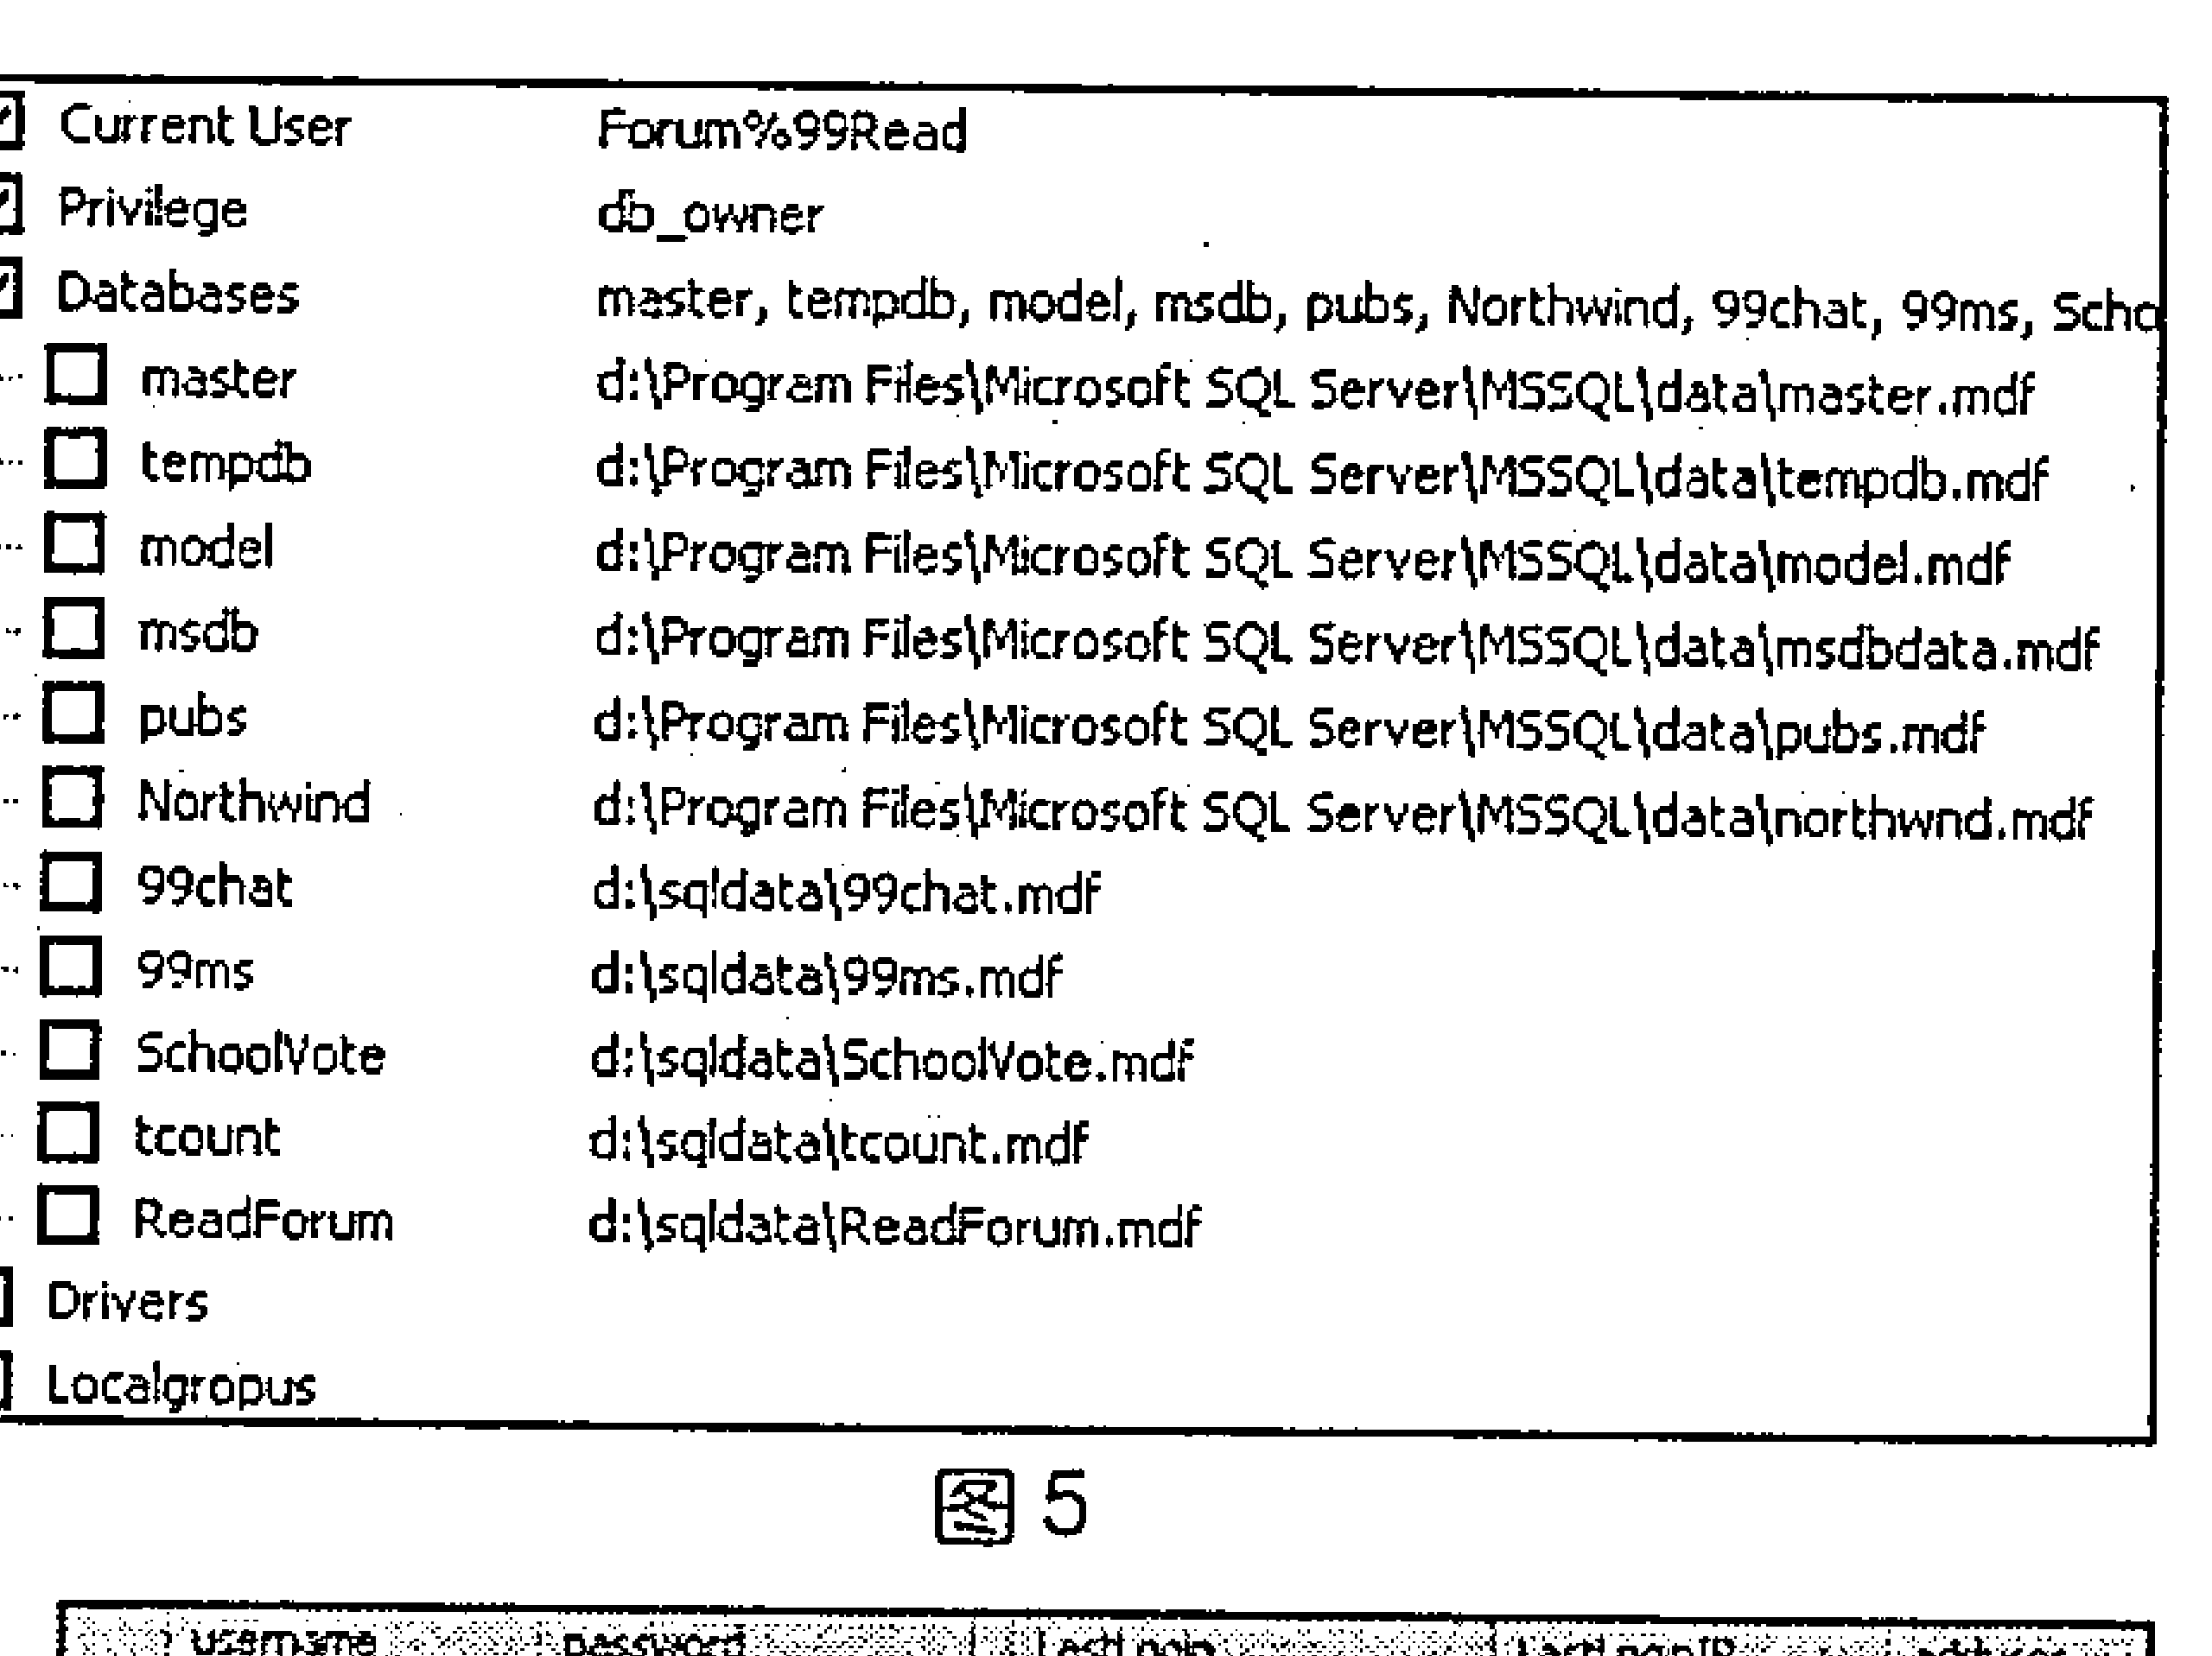 Current User Forum%99Read
Privilege db_owner
Databases master, tempdb, model, msdb, pubs, Northwind, 99chat, 99ms, Scho
master d:\Program Files\Microsoft SQL Server\MSSQL\data\master.mdf
tempdb d:\Program Files\Microsoft SQL Server\MSSQL\data\tempdb.mdf
model d:\Program Files\Microsoft SQL Server\MSSQL\data\model.mdf
msdb d:\Program Files\Microsoft SQL Server\MSSQL\data\msdbdata.mdf
pubs d:\Program Files\Microsoft SQL Server\MSSQL\data\pubs.mdf
Northwind d:\Program Files\Microsoft SQL Server\MSSQL\data\northwnd.mdf
99chat d:\sqldata\99chat.mdf
99ms d:\sqldata\99ms.mdf
SchoolVote d:\sqldata\SchoolVote.mdf
tcount d:\sqldata\tcount.mdf
ReadForum d:\sqldata\ReadForum.mdf
Drivers
Localgropus
图 5
username password LastLogin LastLoginIP